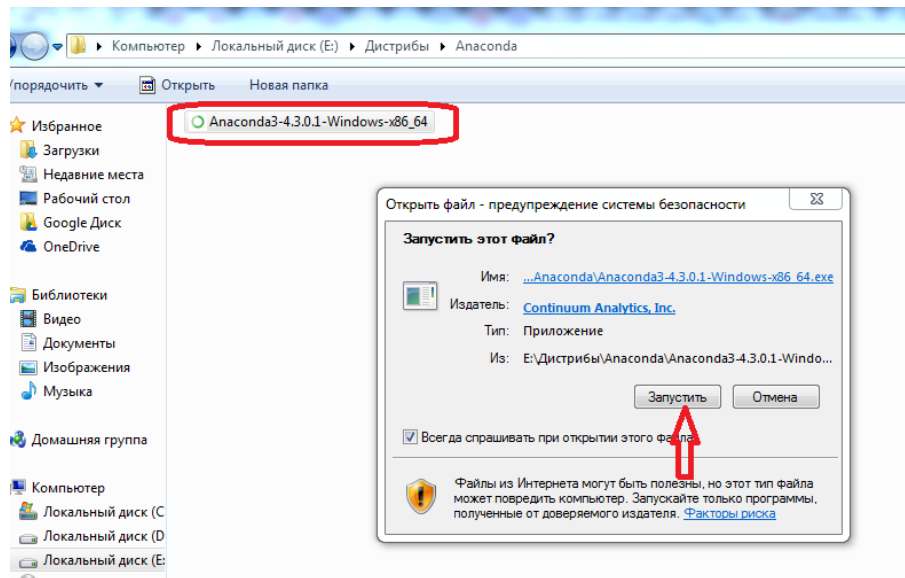 Компьютер ▸ Локальный диск (E:) ▸ Дистрибы ▸ Anaconda
Упорядочить ▾ Открыть Новая папка
Избранное
Загрузки
Недавние места
Рабочий стол
Google Диск
OneDrive
Библиотеки
Видео
Документы
Изображения
Музыка
Домашняя группа
Компьютер
Локальный диск (C
Локальный диск (D
Локальный диск (E:
Anaconda3-4.3.0.1-Windows-x86_64
Открыть файл - предупреждение системы безопасности
Запустить этот файл?
Имя: ...Anaconda\Anaconda3-4.3.0.1-Windows-x86_64.exe
Издатель: Continuum Analytics, Inc.
Тип: Приложение
Из: E:\Дистрибы\Anaconda\Anaconda3-4.3.0.1-Windo...
Запустить Отмена
Всегда спрашивать при открытии этого файла
Файлы из Интернета могут быть полезны, но этот тип файла
может повредить компьютер. Запускайте только программы,
полученные от доверяемого издателя. Факторы риска